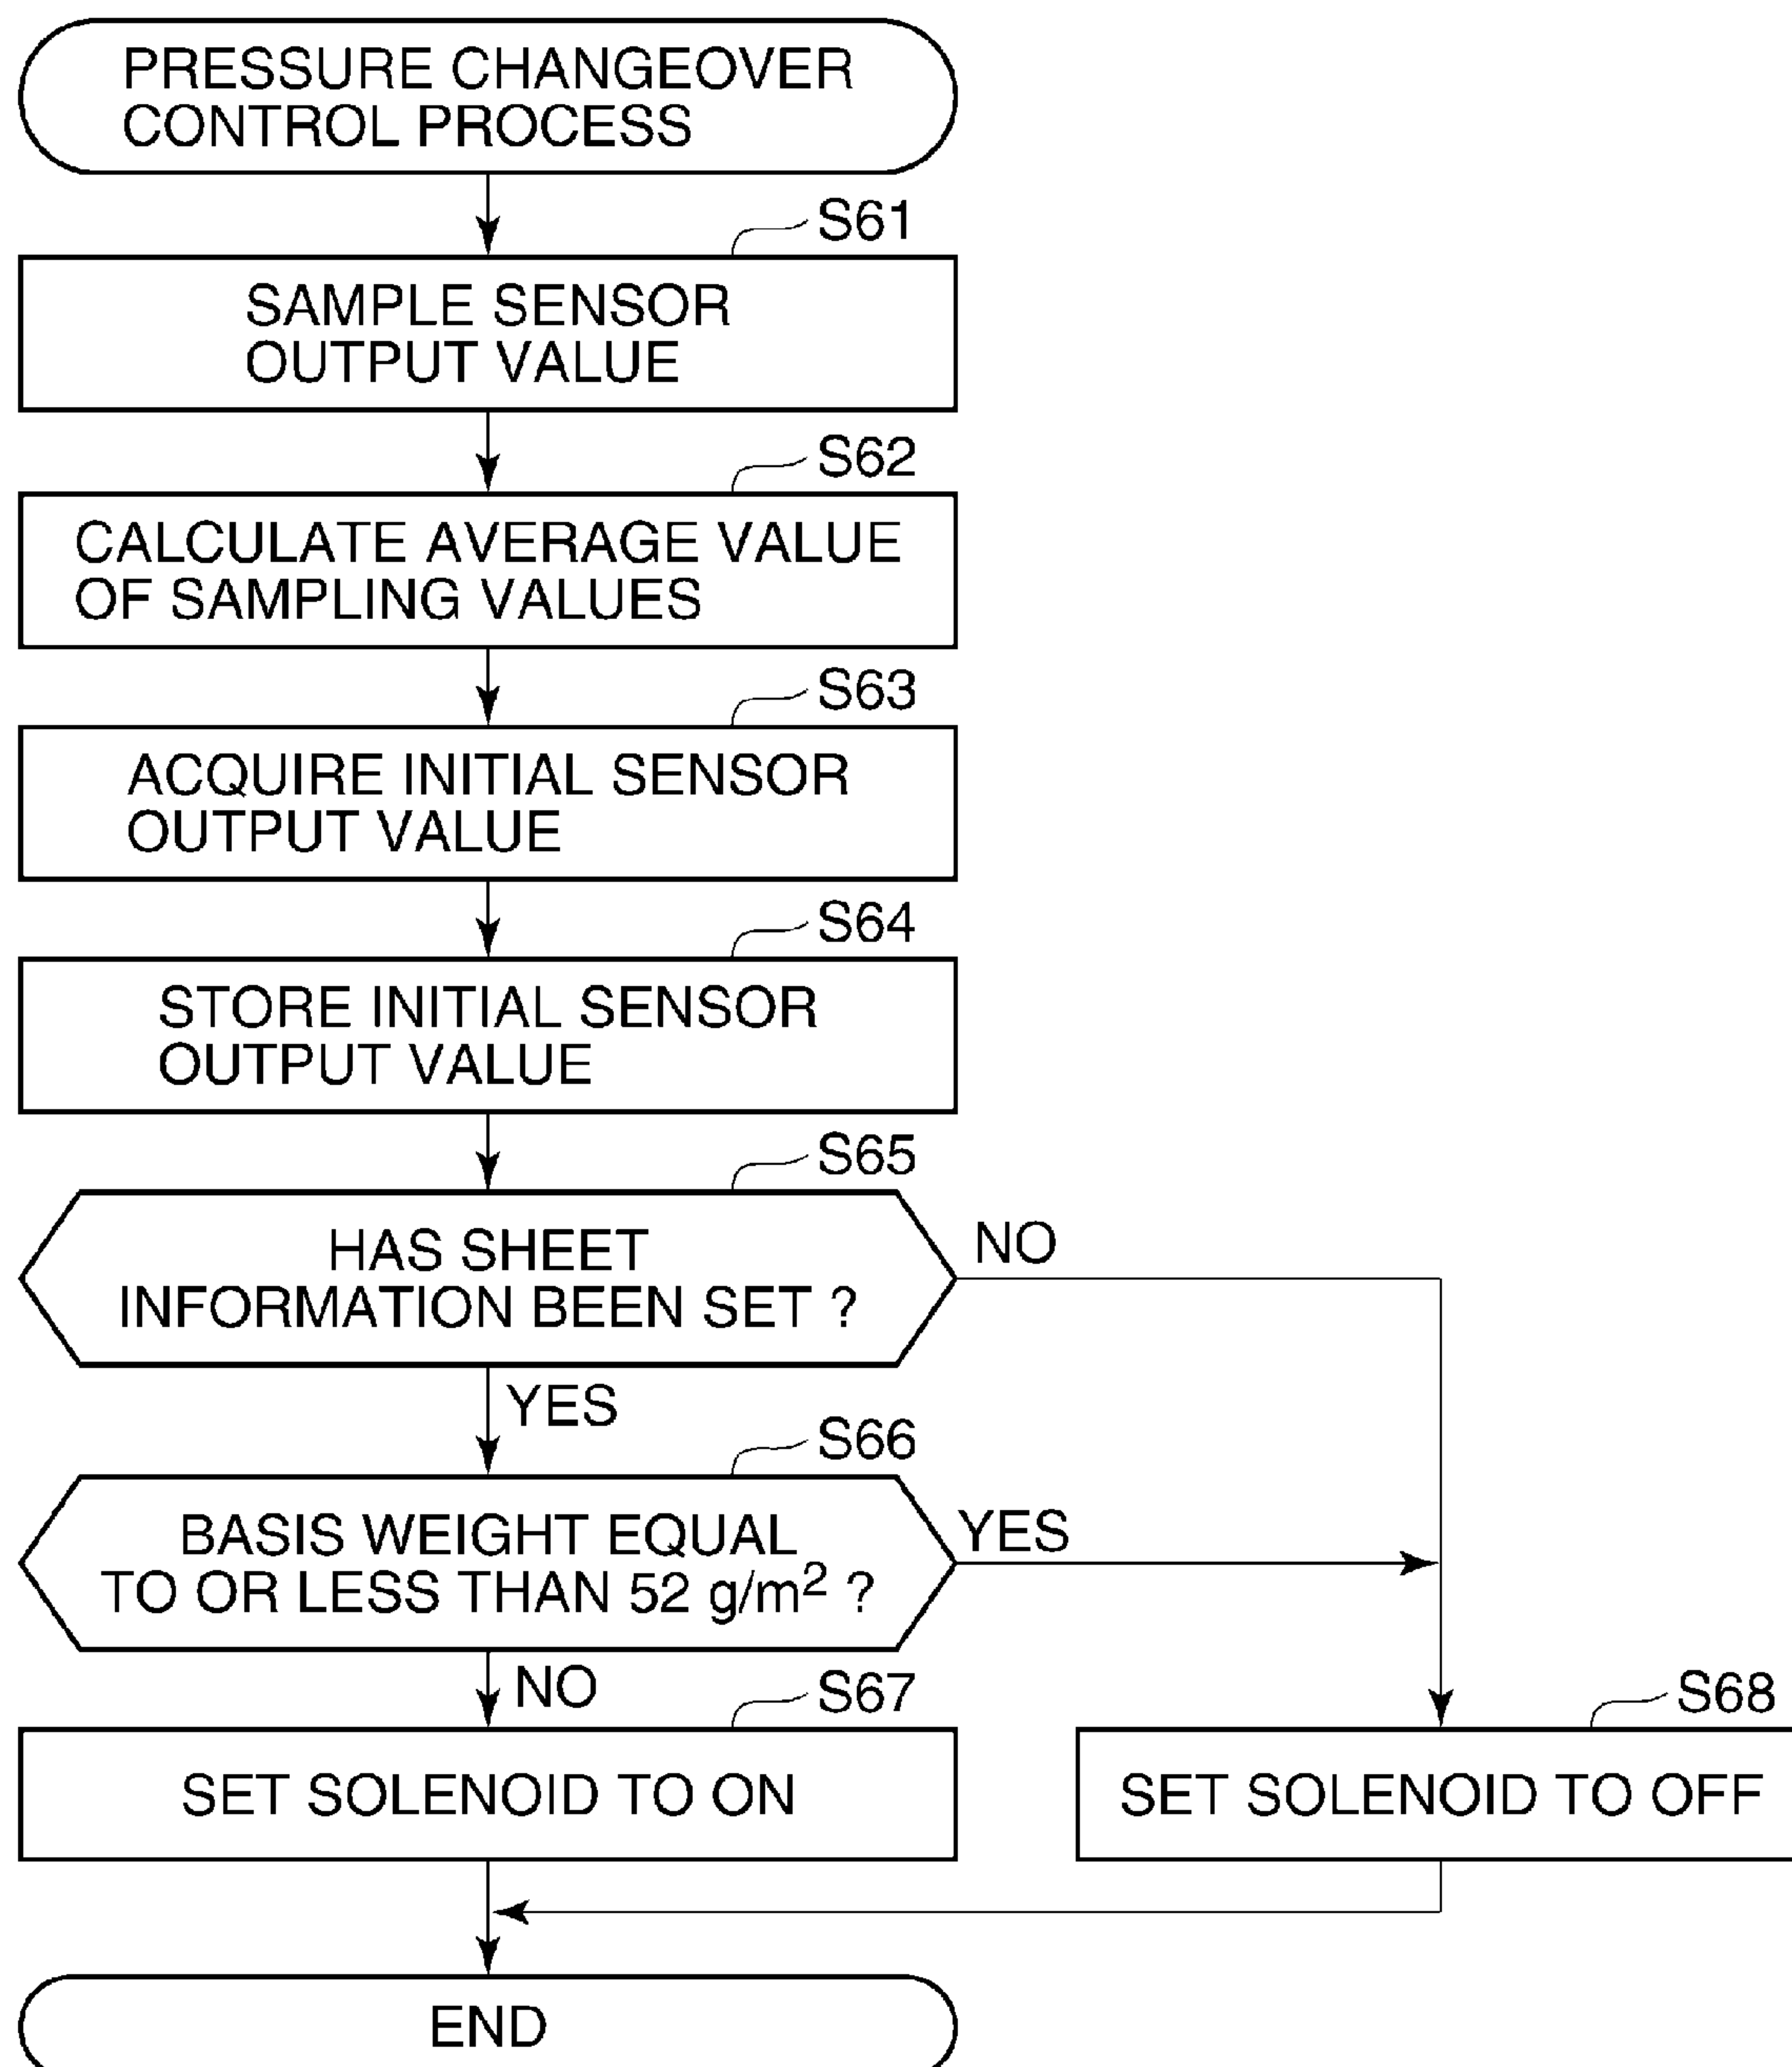 PRESSURE CHANGEOVER
CONTROL PROCESS
S61
SAMPLE SENSOR
OUTPUT VALUE
S62
CALCULATE AVERAGE VALUE
OF SAMPLING VALUES
S63
ACQUIRE INITIAL SENSOR
OUTPUT VALUE
S64
STORE INITIAL SENSOR
OUTPUT VALUE
S65
HAS SHEET
INFORMATION BEEN SET ?
NO
YES
S66
BASIS WEIGHT EQUAL
TO OR LESS THAN 52 g/m² ?
YES
NO
S67
SET SOLENOID TO ON
S68
SET SOLENOID TO OFF
END